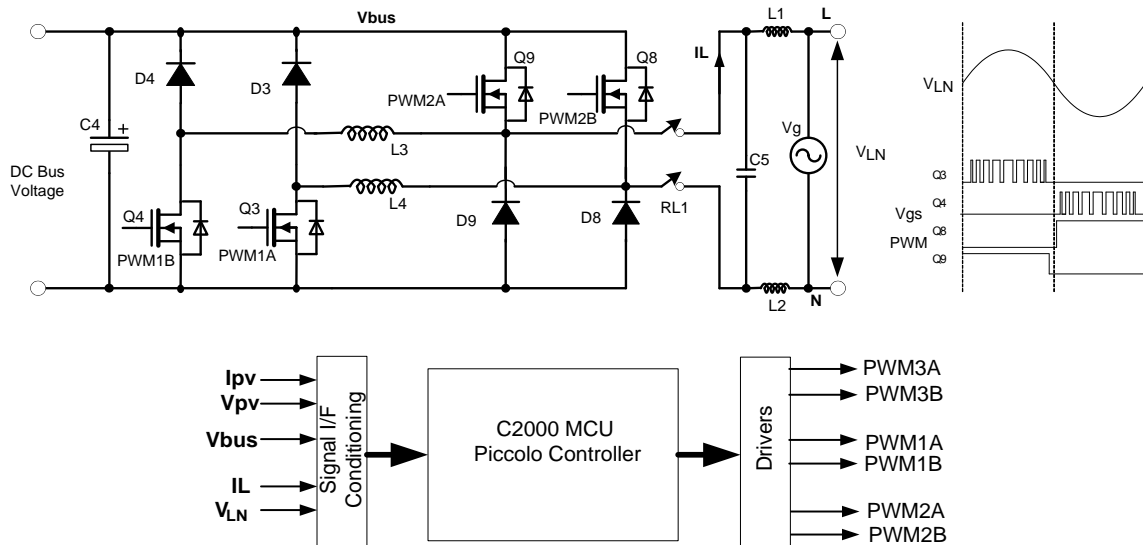 Vbus
L1
L
Q9
Q8
D4
D3
IL
PWM2A
PWM2B
VLN
C4
+
L3
Vg
VLN
DC Bus
Voltage
C5
L4
RL1
Q3
Q4
Q3
D9
D8
Q4
Vgs
PWM1B
PWM1A
Q8
PWM
Q9
L2
N
Ipv
Vpv
Vbus
IL
VLN
Signal I/F
Conditioning
C2000 MCU
Piccolo Controller
Drivers
PWM3A
PWM3B
PWM1A
PWM1B
PWM2A
PWM2B